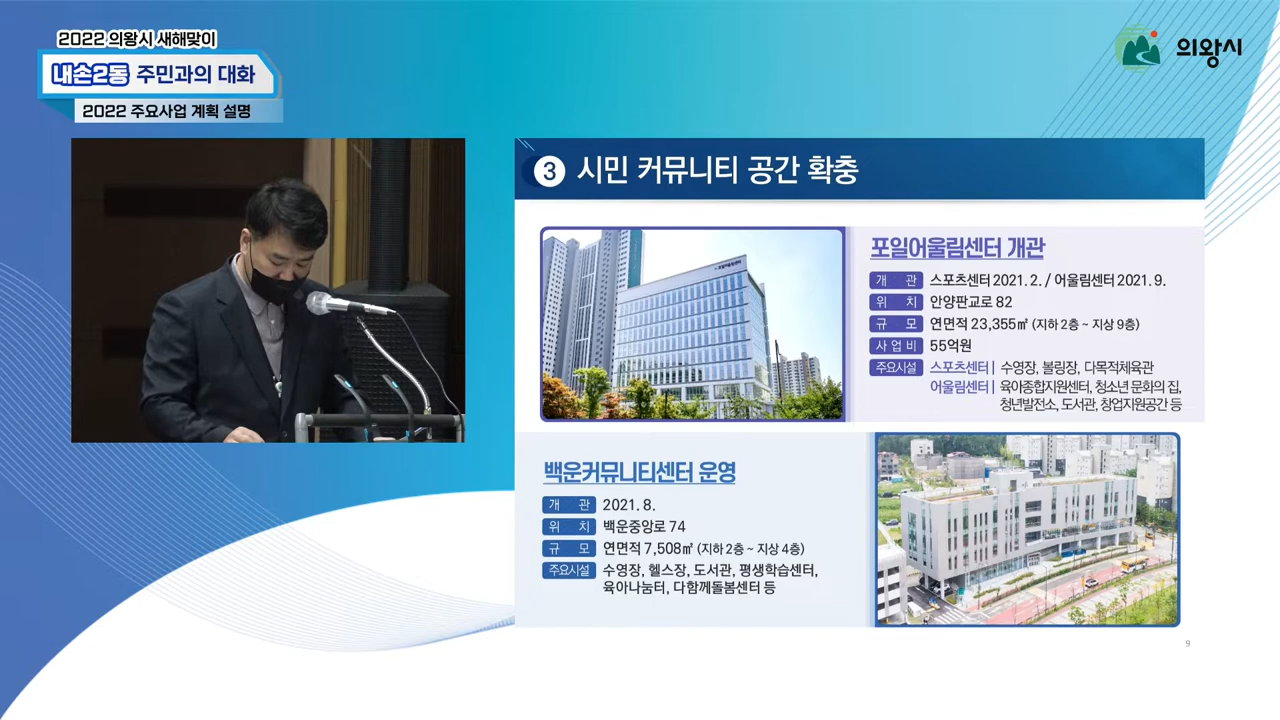 2022 의왕시 새해맞이
내손2동 주민과의 대화
2022 주요사업 계획 설명
의왕시
3 시민 커뮤니티 공간 확충
포일어울림센터 개관
개 관 스포츠센터 2021. 2. / 어울림센터 2021. 9.
위 치 안양판교로 82
규 모 연면적 23,355㎡ (지하 2층 ~ 지상 9층)
사 업 비 55억원
주요시설 스포츠센터 | 수영장, 볼링장, 다목적체육관
어울림센터 | 육아종합지원센터, 청소년 문화의 집,
청년발전소, 도서관, 창업지원공간 등
백운커뮤니티센터 운영
개 관 2021. 8.
위 치 백운중앙로 74
규 모 연면적 7,508㎡ (지하 2층 ~ 지상 4층)
주요시설 수영장, 헬스장, 도서관, 평생학습센터,
육아나눔터, 다함께돌봄센터 등
9